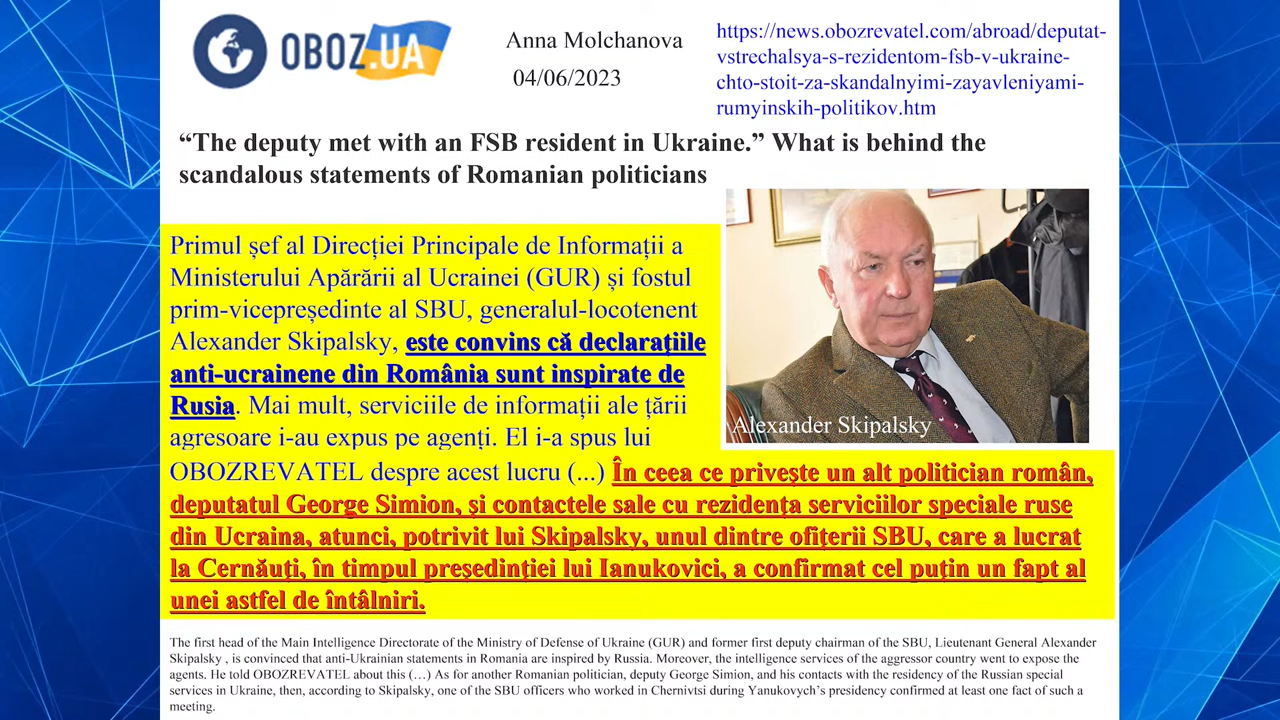 OBOZ.UA
Anna Molchanova
04/06/2023
https://news.obozrevatel.com/abroad/deputat-
vstrechalsya-s-rezidentom-fsb-v-ukraine-
chto-stoit-za-skandalnyimi-zayavleniyami-
rumyinskih-politikov.htm
“The deputy met with an FSB resident in Ukraine.” What is behind the
scandalous statements of Romanian politicians
Primul șef al Direcției Principale de Informații a
Ministerului Apărării al Ucrainei (GUR) și fostul
prim-vicepreședinte al SBU, generalul-locotenent
Alexander Skipalsky, este convins că declarațiile
anti-ucrainene din România sunt inspirate de
Rusia. Mai mult, serviciile de informații ale țării
agresoare i-au expus pe agenți. El i-a spus lui
OBOZREVATEL despre acest lucru (...) În ceea ce privește un alt politician român,
deputatul George Simion, și contactele sale cu rezidența serviciilor speciale ruse
din Ucraina, atunci, potrivit lui Skipalsky, unul dintre ofițerii SBU, care a lucrat
la Cernăuți, în timpul președinției lui Ianukovici, a confirmat cel puțin un fapt al
unei astfel de întâlniri.
Alexander Skipalsky
The first head of the Main Intelligence Directorate of the Ministry of Defense of Ukraine (GUR) and former first deputy chairman of the SBU, Lieutenant General Alexander
Skipalsky , is convinced that anti-Ukrainian statements in Romania are inspired by Russia. Moreover, the intelligence services of the aggressor country went to expose the
agents. He told OBOZREVATEL about this (…) As for another Romanian politician, deputy George Simion, and his contacts with the residency of the Russian special
services in Ukraine, then, according to Skipalsky, one of the SBU officers who worked in Chernivtsi during Yanukovych’s presidency confirmed at least one fact of such a
meeting.